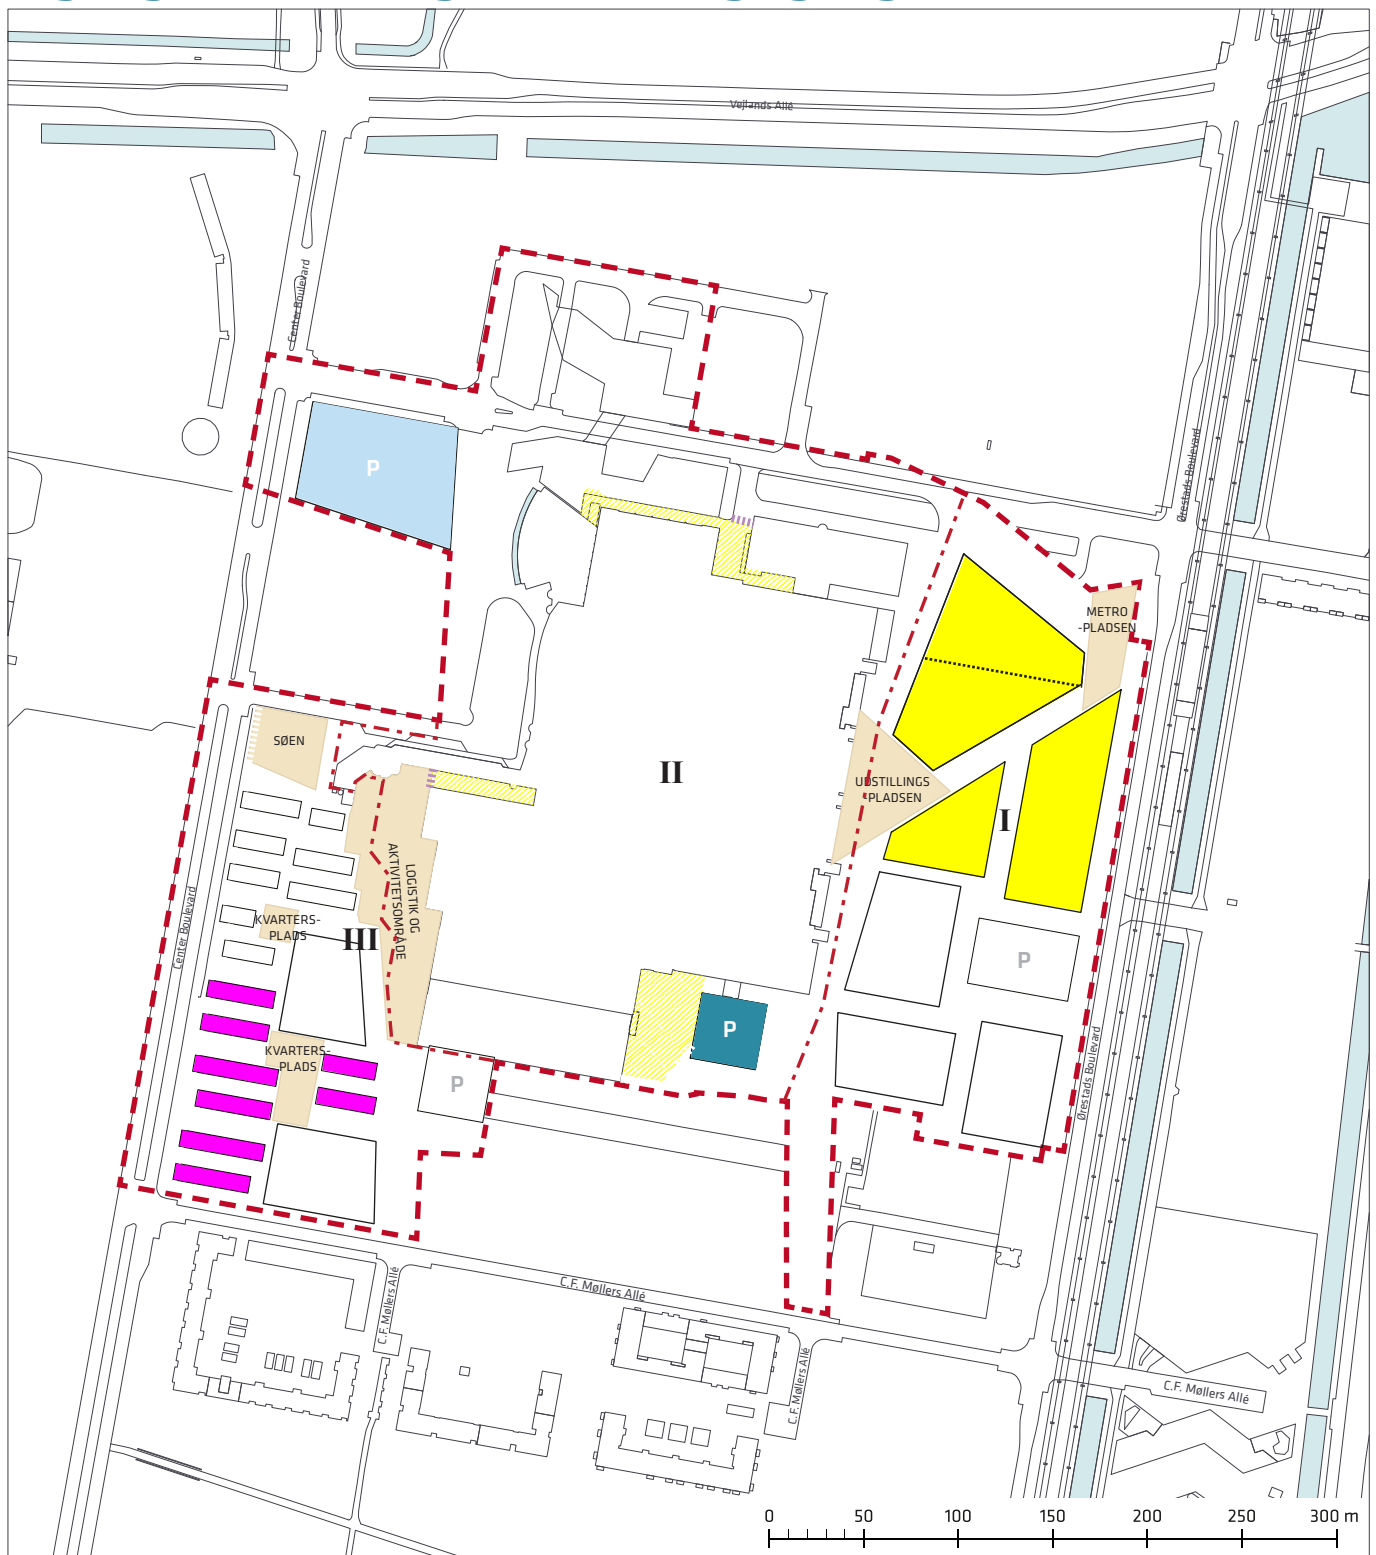 Vejlands Allé
Center Boulevard
P
Ørestads Boulevard
METRO
-PLADSEN
SØEN
II
UDSTILLINGS
-PLADSEN
I
LOGISTIK OG
AKTIVITETSOMRÅDE
Center Boulevard
KVARTERS-
PLADS
III
P
P
KVARTERS-
PLADS
P
Ørestads Boulevard
C.F. Møllers Allé
C.F. Møllers Allé
C.F. Møllers Allé
C.F. Møllers Allé
0 50 100 150 200 250 300 m